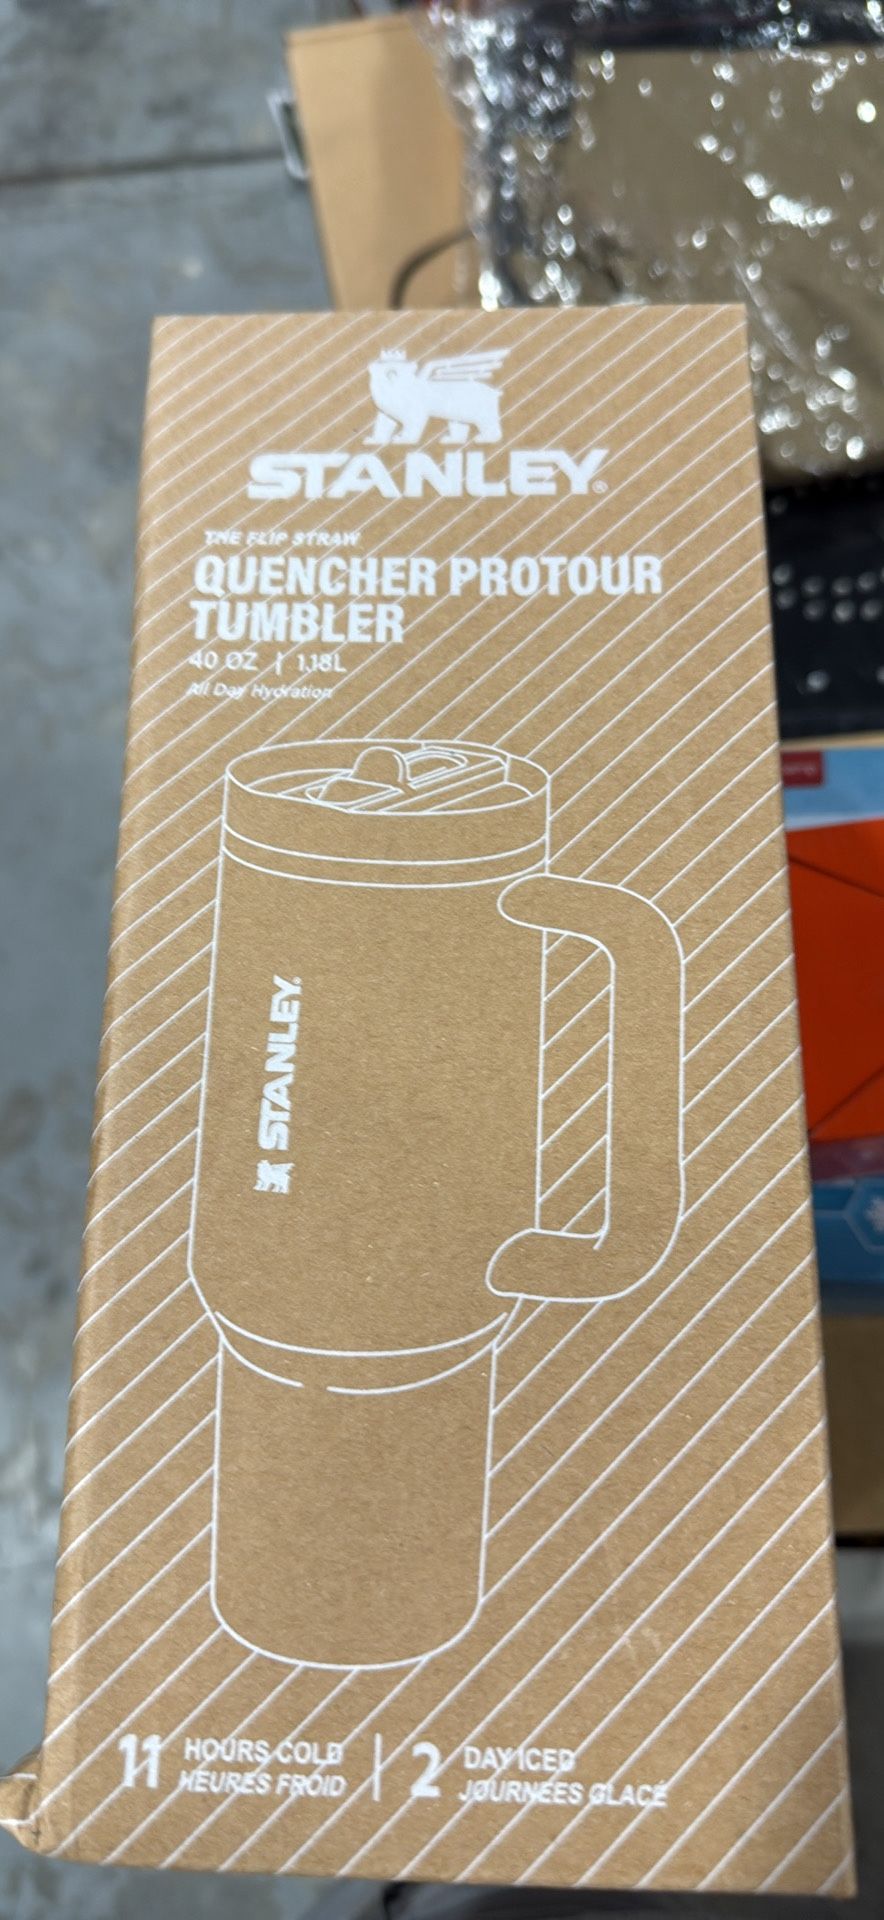 STANLEY®
THE FLIP STRAW
QUENCHER PROTOUR
TUMBLER
40 OZ | 1.18L
All Day Hydration
STANLEY.
11 HOURS COLD | 2 DAY ICED
HEURES FROID JOURNÉES GLACÉ